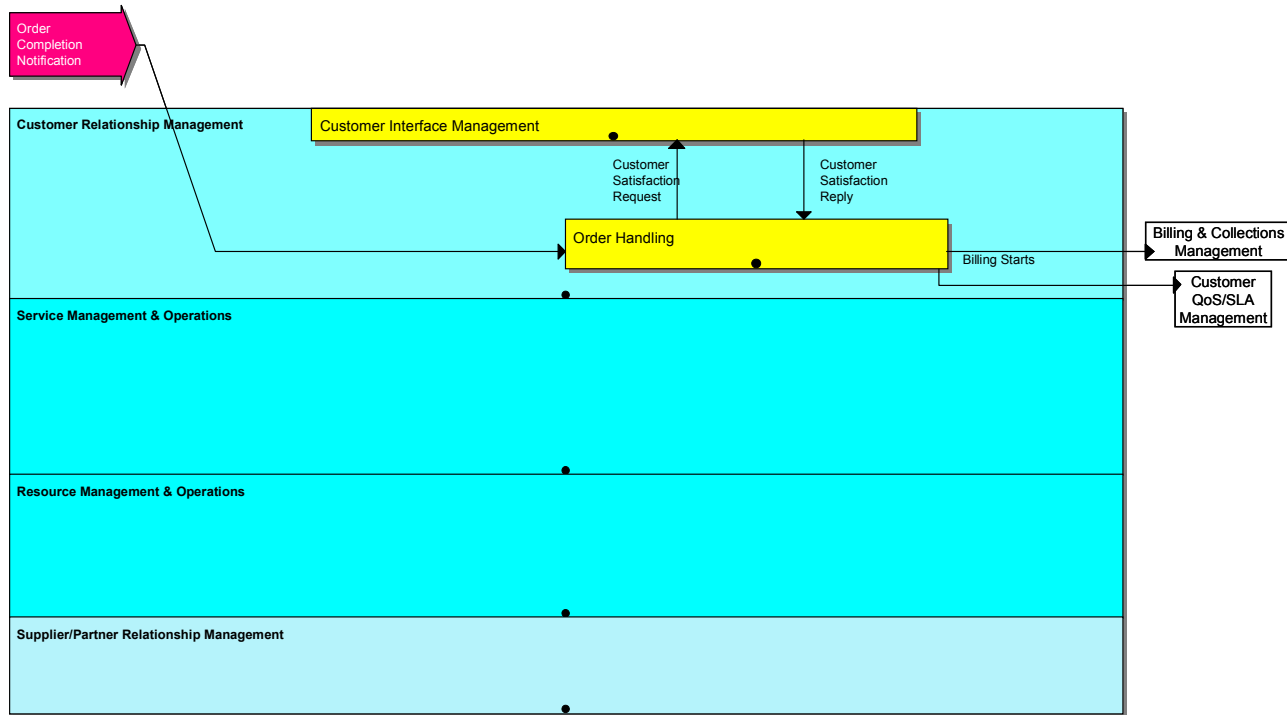 Order
Completion
Notification
Customer Relationship Management
Customer Interface Management
Customer
Satisfaction
Request
Customer
Satisfaction
Reply
Order Handling
Billing Starts
Billing & Collections
Management
Customer
QoS/SLA
Management
Service Management & Operations
Resource Management & Operations
Supplier/Partner Relationship Management